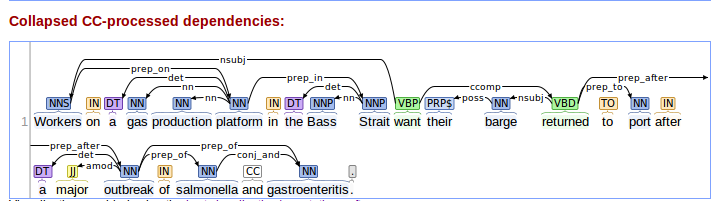 Collapsed CC-processed dependencies:
nsubj
prep_on
det prep_in prep_after
nn det ccomp prep_to
nn nn poss nsubj
NNS IN DT NN NN NN IN DT NNP NNP VBP PRP$ NN VBD TO NN IN
1 Workers on a gas production platform in the Bass Strait want their barge returned to port after
prep_after prep_of
det prep_of conj_and
amod
DT JJ NN IN NN CC NN .
a major outbreak of salmonella and gastroenteritis.